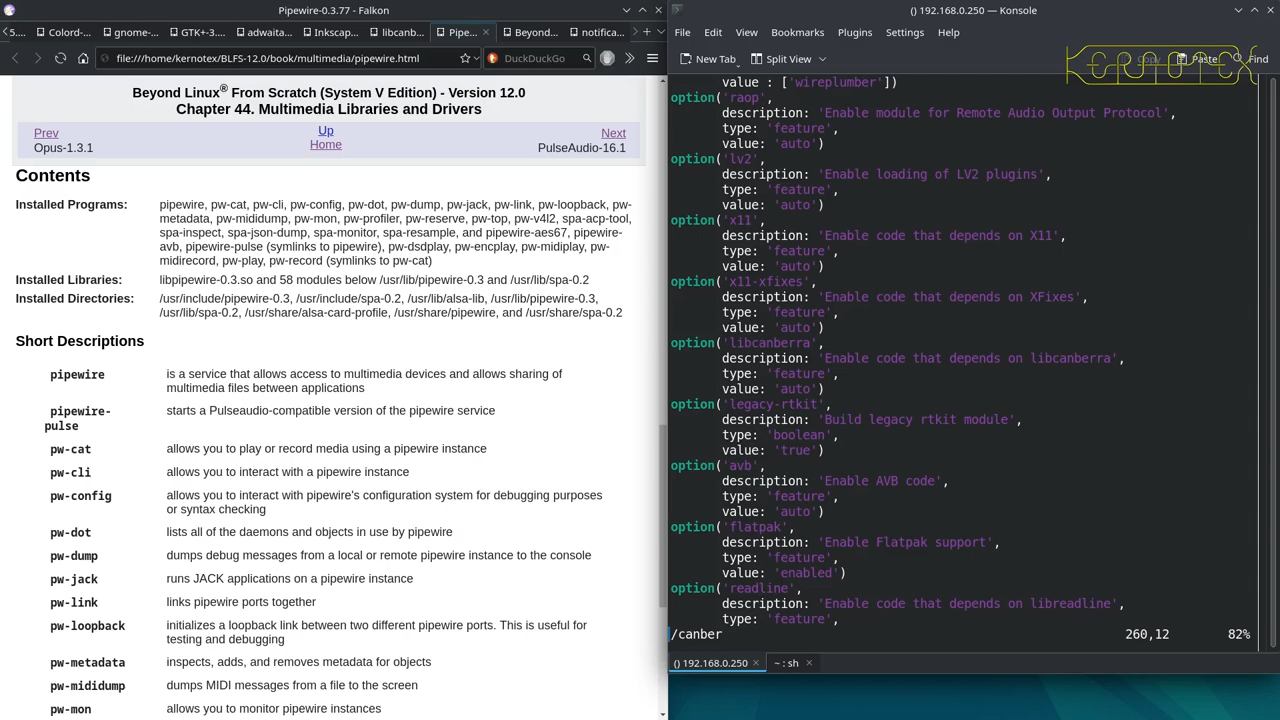 Pipewire-0.3.77 - Falkon
5.... Colord-... gnome-... GTK+-3.... adwaita... Inkscap... libcanb... Pipe... Beyond... notifica...
file:///home/kernotex/BLFS-12.0/book/multimedia/pipewire.html
DuckDuckGo
Beyond Linux® From Scratch (System V Edition) - Version 12.0
Chapter 44. Multimedia Libraries and Drivers
Prev Up Next
Opus-1.3.1 Home PulseAudio-16.1
Contents
Installed Programs: pipewire, pw-cat, pw-cli, pw-config, pw-dot, pw-dump, pw-jack, pw-link, pw-loopback, pw-
metadata, pw-mididump, pw-mon, pw-profiler, pw-reserve, pw-top, pw-v4l2, spa-acp-tool,
spa-inspect, spa-json-dump, spa-monitor, spa-resample, and pipewire-aes67, pipewire-
avb, pipewire-pulse (symlinks to pipewire), pw-dsdplay, pw-encplay, pw-midiplay, pw-
midirecord, pw-play, pw-record (symlinks to pw-cat)
Installed Libraries: libpipewire-0.3.so and 58 modules below /usr/lib/pipewire-0.3 and /usr/lib/spa-0.2
Installed Directories: /usr/include/pipewire-0.3, /usr/include/spa-0.2, /usr/lib/alsa-lib, /usr/lib/pipewire-0.3,
/usr/lib/spa-0.2, /usr/share/alsa-card-profile, /usr/share/pipewire, and /usr/share/spa-0.2
Short Descriptions
pipewire is a service that allows access to multimedia devices and allows sharing of
multimedia files between applications
pipewire- starts a Pulseaudio-compatible version of the pipewire service
pulse
pw-cat allows you to play or record media using a pipewire instance
pw-cli allows you to interact with a pipewire instance
pw-config allows you to interact with pipewire's configuration system for debugging purposes
or syntax checking
pw-dot lists all of the daemons and objects in use by pipewire
pw-dump dumps debug messages from a local or remote pipewire instance to the console
pw-jack runs JACK applications on a pipewire instance
pw-link links pipewire ports together
pw-loopback initializes a loopback link between two different pipewire ports. This is useful for
testing and debugging
pw-metadata inspects, adds, and removes metadata for objects
pw-mididump dumps MIDI messages from a file to the screen
pw-mon allows you to monitor pipewire instances
() 192.168.0.250 — Konsole
File Edit View Bookmarks Plugins Settings Help
New Tab Split View Copy Paste Find
KERNOTEX
value : ['wireplumber'])
option('raop',
description: 'Enable module for Remote Audio Output Protocol',
type: 'feature',
value: 'auto')
option('lv2',
description: 'Enable loading of LV2 plugins',
type: 'feature',
value: 'auto')
option('x11',
description: 'Enable code that depends on X11',
type: 'feature',
value: 'auto')
option('x11-xfixes',
description: 'Enable code that depends on XFixes',
type: 'feature',
value: 'auto')
option('libcanberra',
description: 'Enable code that depends on libcanberra',
type: 'feature',
value: 'auto')
option('legacy-rtkit',
description: 'Build legacy rtkit module',
type: 'boolean',
value: 'true')
option('avb',
description: 'Enable AVB code',
type: 'feature',
value: 'auto')
option('flatpak',
description: 'Enable Flatpak support',
type: 'feature',
value: 'enabled')
option('readline',
description: 'Enable code that depends on libreadline',
type: 'feature',
/canber 260,12 82%
() 192.168.0.250 ~ : sh